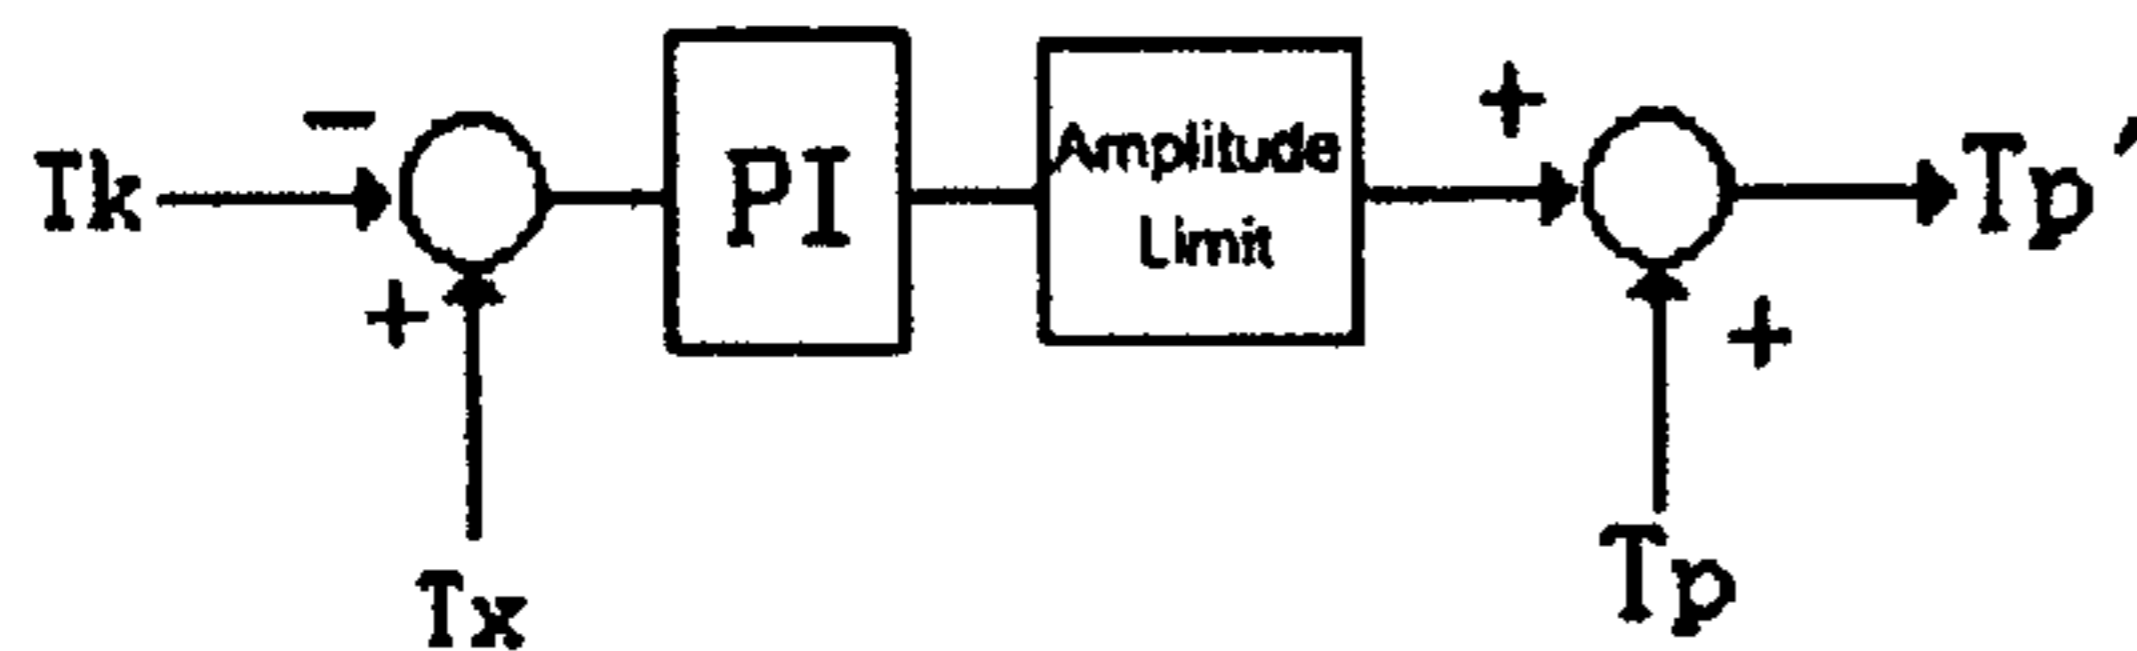 −
+
Tk
PI
Amplitude
Limit
Tp´
+
+
Tx
Tp